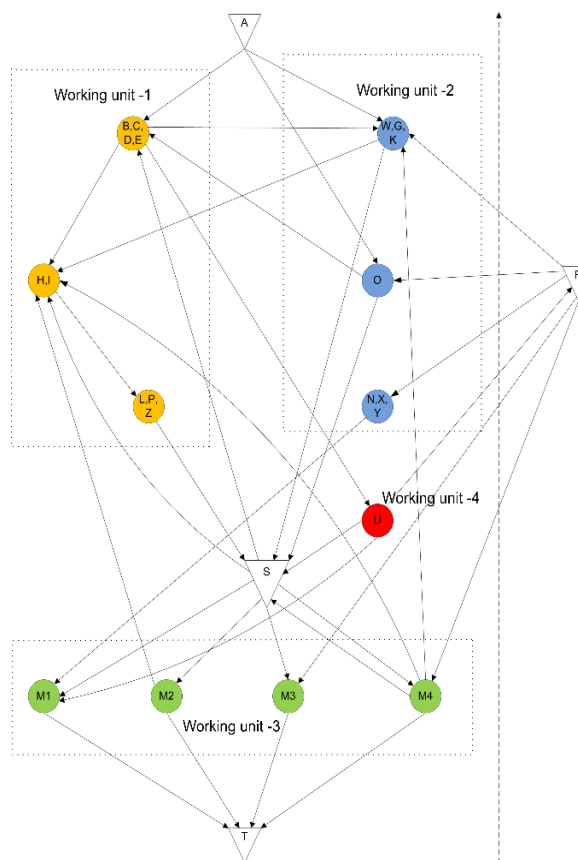 A
Working unit -1
Working unit -2
B,C,
D,E
W,G,
K
H,I
O
L,P,
Z
N,X,
Y
Working unit -4
U
S
M1
M2
M3
M4
Working unit -3
T